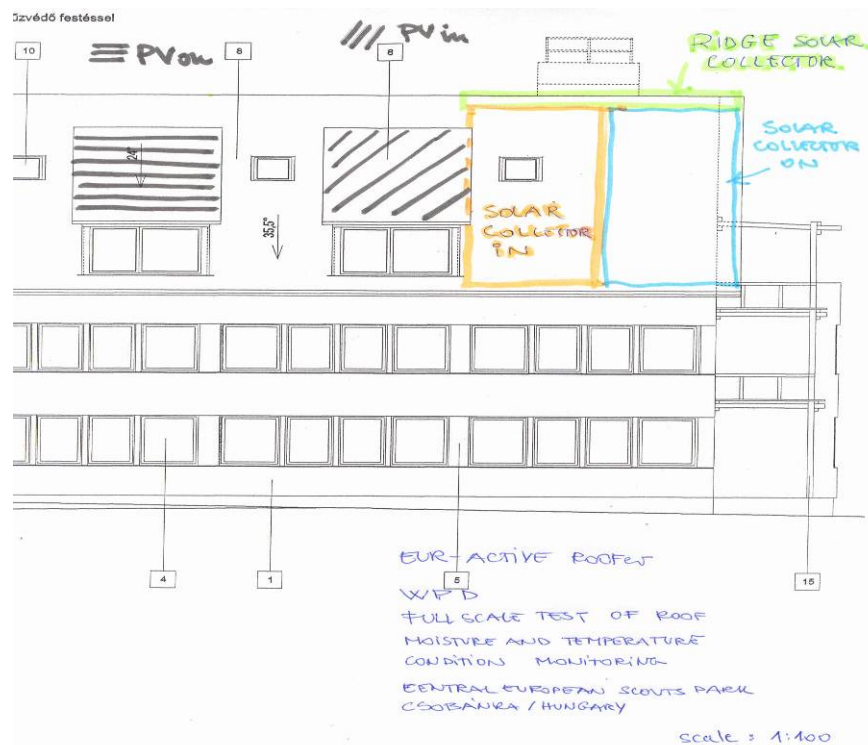 űzvédő festéssel
PV on
PV in
10
8
8
RIDGE SOLAR
COLLECTOR
SOLAR
COLLECTOR
ON
24°
35,5°
SOLAR
COLLECTOR
IN
4
1
5
15
EUR-ACTIVE ROOFer
WPD
FULL SCALE TEST OF ROOF
MOISTURE AND TEMPERATURE
CONDITION MONITORING
CENTRAL EUROPEAN SCOUTS PARK
CSOBÁNKA / HUNGARY
scale : 1:100